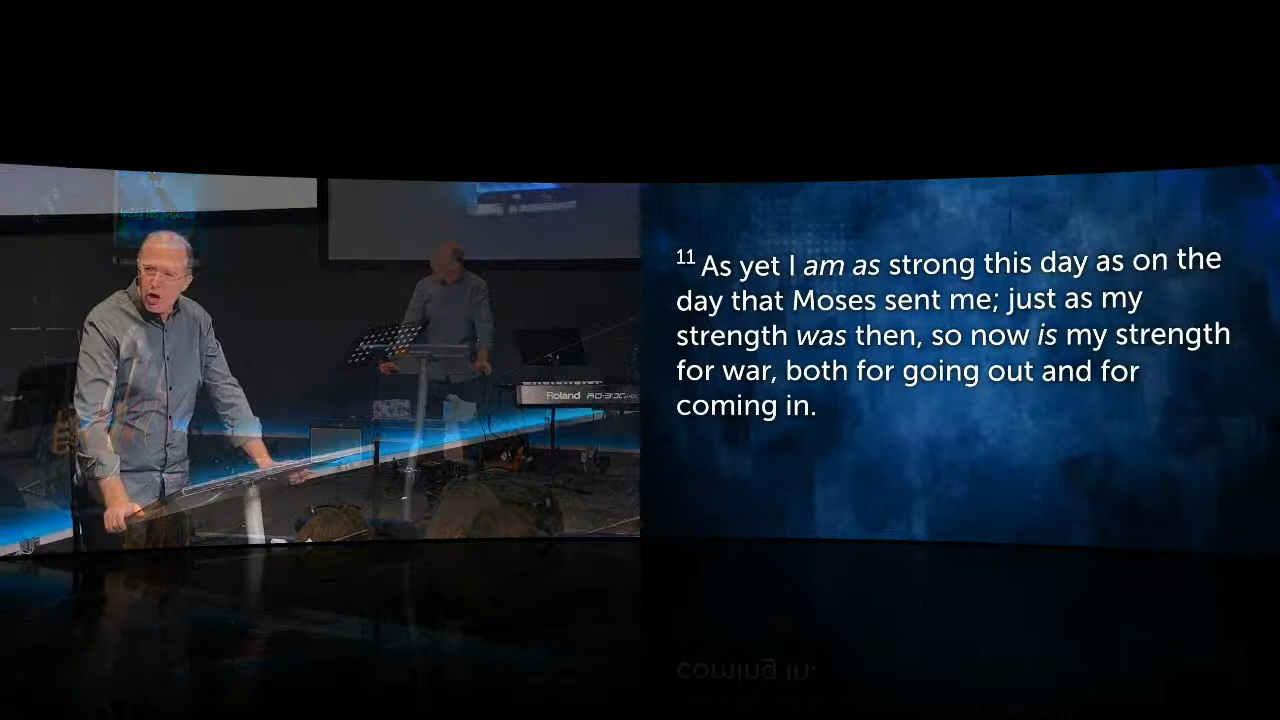 11 As yet I am as strong this day as on the
day that Moses sent me; just as my
strength was then, so now is my strength
for war, both for going out and for
coming in.
Roland
coming in.